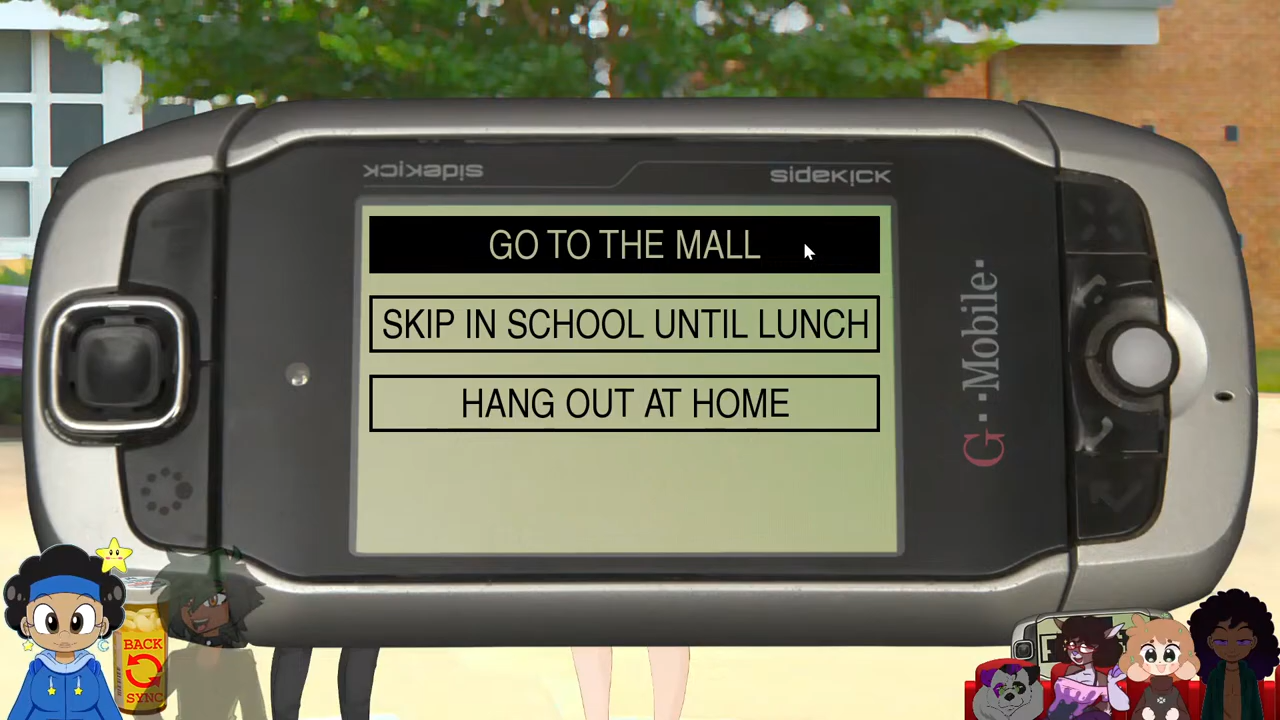 sidekick
sidekick
GO TO THE MALL
SKIP IN SCHOOL UNTIL LUNCH
HANG OUT AT HOME
T··Mobile·
BACK
SYNC